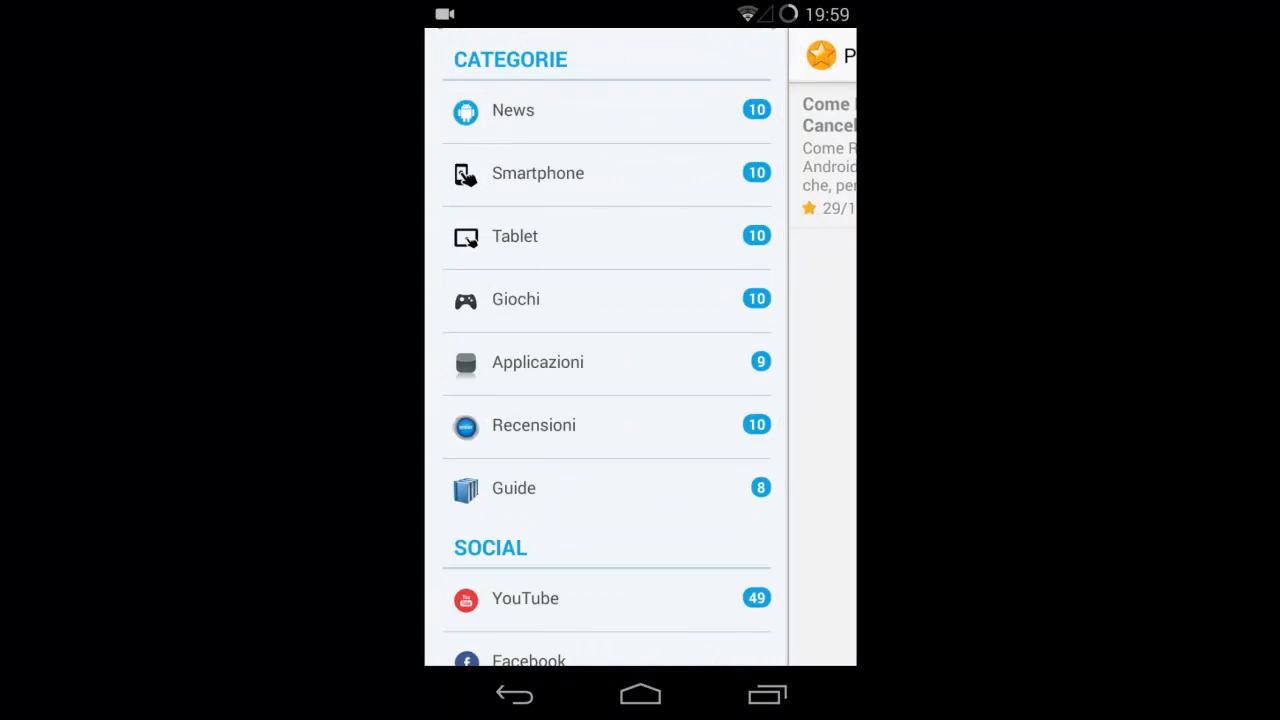 19:59
CATEGORIE
News 10
Smartphone 10
Tablet 10
Giochi 10
Applicazioni 9
Recensioni 10
Guide 8
SOCIAL
YouTube 49
Facebook
P
Come
Cancel
Come R
Android
che, per
29/1